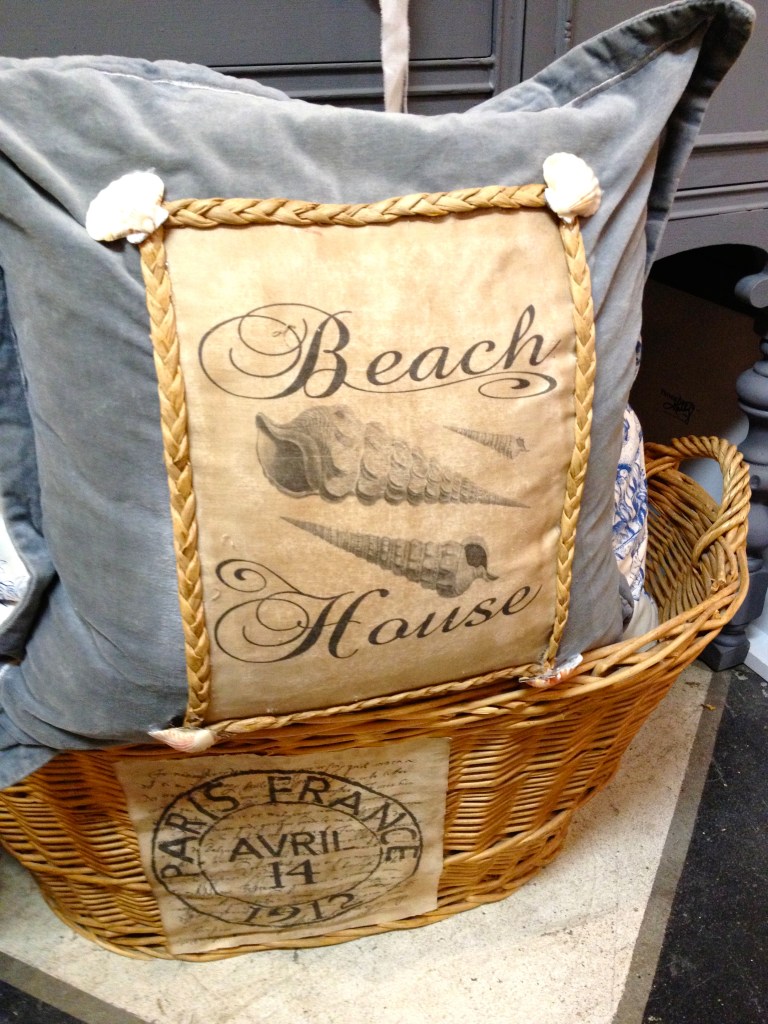 Beach
House
PARIS FRANCE
AVRIL
14
1912